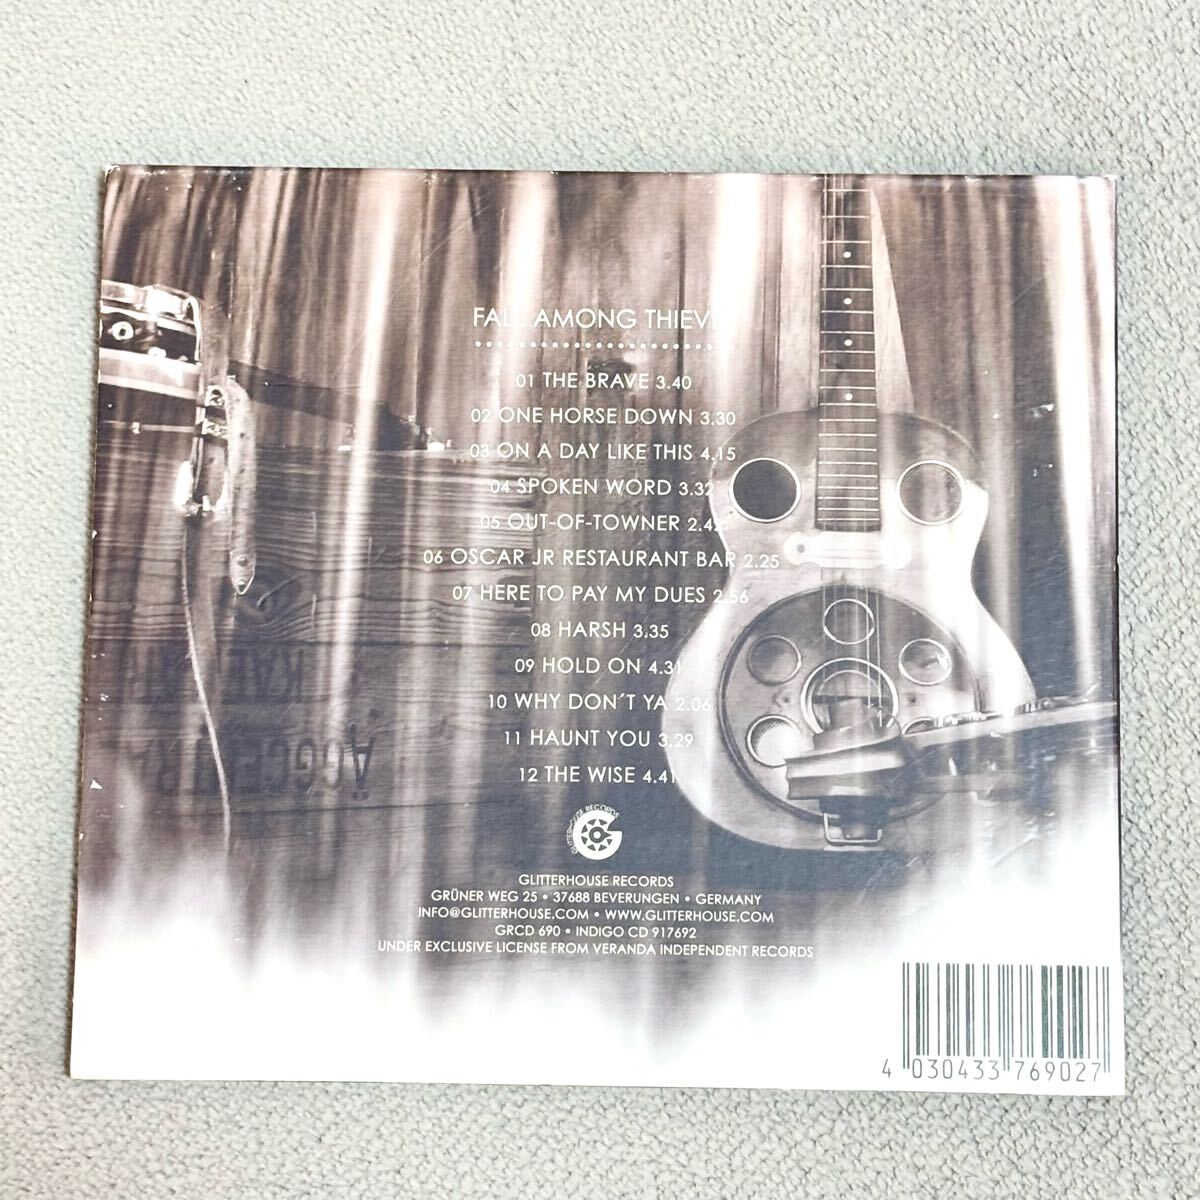 FALL AMONG THIEVES
01 THE BRAVE 3.40
02 ONE HORSE DOWN 3.30
03 ON A DAY LIKE THIS 4.15
04 SPOKEN WORD 3.32
05 OUT-OF-TOWNER 2.42
06 OSCAR JR RESTAURANT BAR 2.25
07 HERE TO PAY MY DUES 2.56
08 HARSH 3.35
09 HOLD ON 4.31
10 WHY DON´T YA 2.06
11 HAUNT YOU 3.29
12 THE WISE 4.41
GLITTERHOUSE RECORDS
GLITTERHOUSE RECORDS
GRÜNER WEG 25 • 37688 BEVERUNGEN • GERMANY
INFO@GLITTERHOUSE.COM • WWW.GLITTERHOUSE.COM
GRCD 690 • INDIGO CD 917692
UNDER EXCLUSIVE LICENSE FROM VERANDA INDEPENDENT RECORDS
4 030433 769027